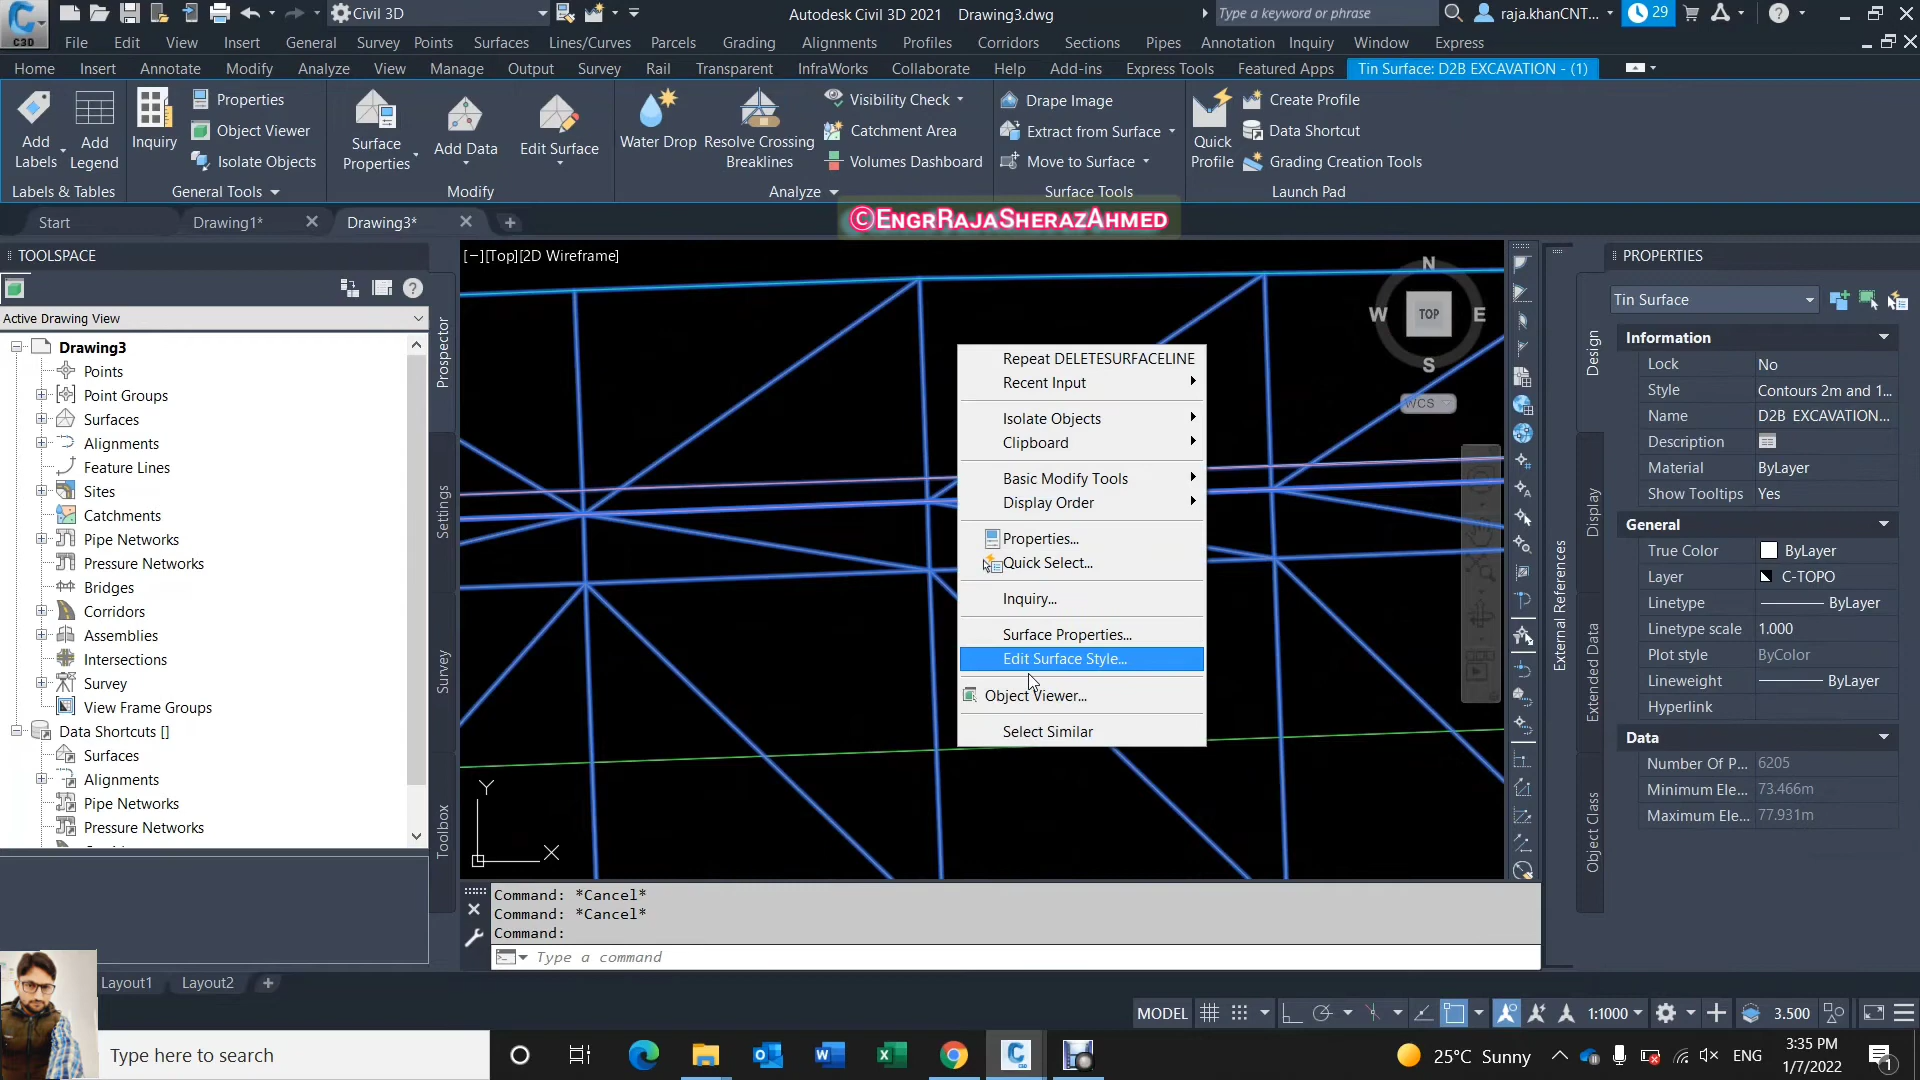 C3D
Civil 3D
Autodesk Civil 3D 2021 Drawing3.dwg
Type a keyword or phrase
raja.khanCNT...
29
File Edit View Insert General Survey Points Surfaces Lines/Curves Parcels Grading Alignments Profiles Corridors Sections Pipes Annotation Inquiry Window Express
Home Insert Annotate Modify Analyze View Manage Output Survey Rail Transparent InfraWorks Collaborate Help Add-ins Express Tools Featured Apps Tin Surface: D2B EXCAVATION - (1)
Add Labels
Add Legend
Labels & Tables
Inquiry
Properties
Object Viewer
Isolate Objects
General Tools
Surface Properties
Add Data
Edit Surface
Modify
Water Drop
Resolve Crossing Breaklines
Visibility Check
Catchment Area
Volumes Dashboard
Analyze
Drape Image
Extract from Surface
Move to Surface
Surface Tools
Quick Profile
Create Profile
Data Shortcut
Grading Creation Tools
Launch Pad
Start Drawing1* Drawing3*
©EngrRajaSherazAhmed
TOOLSPACE
Active Drawing View
Drawing3
Points
Point Groups
Surfaces
Alignments
Feature Lines
Sites
Catchments
Pipe Networks
Pressure Networks
Bridges
Corridors
Assemblies
Intersections
Survey
View Frame Groups
Data Shortcuts []
Surfaces
Alignments
Pipe Networks
Pressure Networks
Prospector
Settings
Survey
Toolbox
[−][Top][2D Wireframe]
N
W TOP E
S
WCS
Y
X
Repeat DELETESURFACELINE
Recent Input
Isolate Objects
Clipboard
Basic Modify Tools
Display Order
Properties...
Quick Select...
Inquiry...
Surface Properties...
Edit Surface Style...
Object Viewer...
Select Similar
External References
PROPERTIES
Tin Surface
Design
Display
Extended Data
Object Class
Information
Lock No
Style Contours 2m and 1...
Name D2B EXCAVATION...
Description
Material ByLayer
Show Tooltips Yes
General
True Color ByLayer
Layer C-TOPO
Linetype ByLayer
Linetype scale 1.000
Plot style ByColor
Lineweight ByLayer
Hyperlink
Data
Number Of P... 6205
Minimum Ele... 73.466m
Maximum Ele... 77.931m
Command: *Cancel*
Command: *Cancel*
Command:
Type a command
Layout1 Layout2
MODEL
1:1000
3.500
Type here to search
25°C Sunny
ENG
3:35 PM
1/7/2022
1